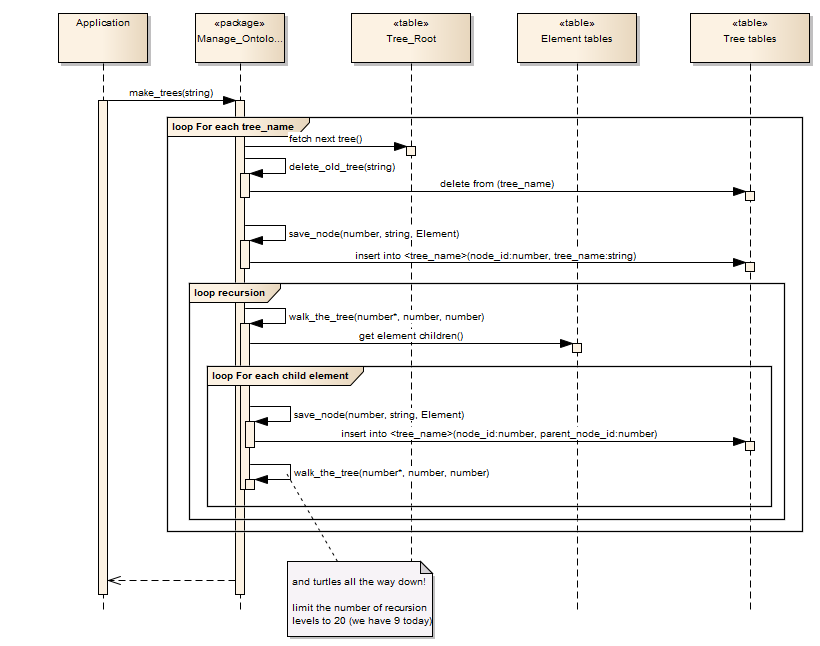 Application
«package»
Manage_Ontolo...
«table»
Tree_Root
«table»
Element tables
«table»
Tree tables
make_trees(string)
loop For each tree_name
fetch next tree()
delete_old_tree(string)
delete from (tree_name)
save_node(number, string, Element)
insert into <tree_name>(node_id:number, tree_name:string)
loop recursion
walk_the_tree(number*, number, number)
get element children()
loop For each child element
save_node(number, string, Element)
insert into <tree_name>(node_id:number, parent_node_id:number)
walk_the_tree(number*, number, number)
and turtles all the way down!
limit the number of recursion
levels to 20 (we have 9 today)